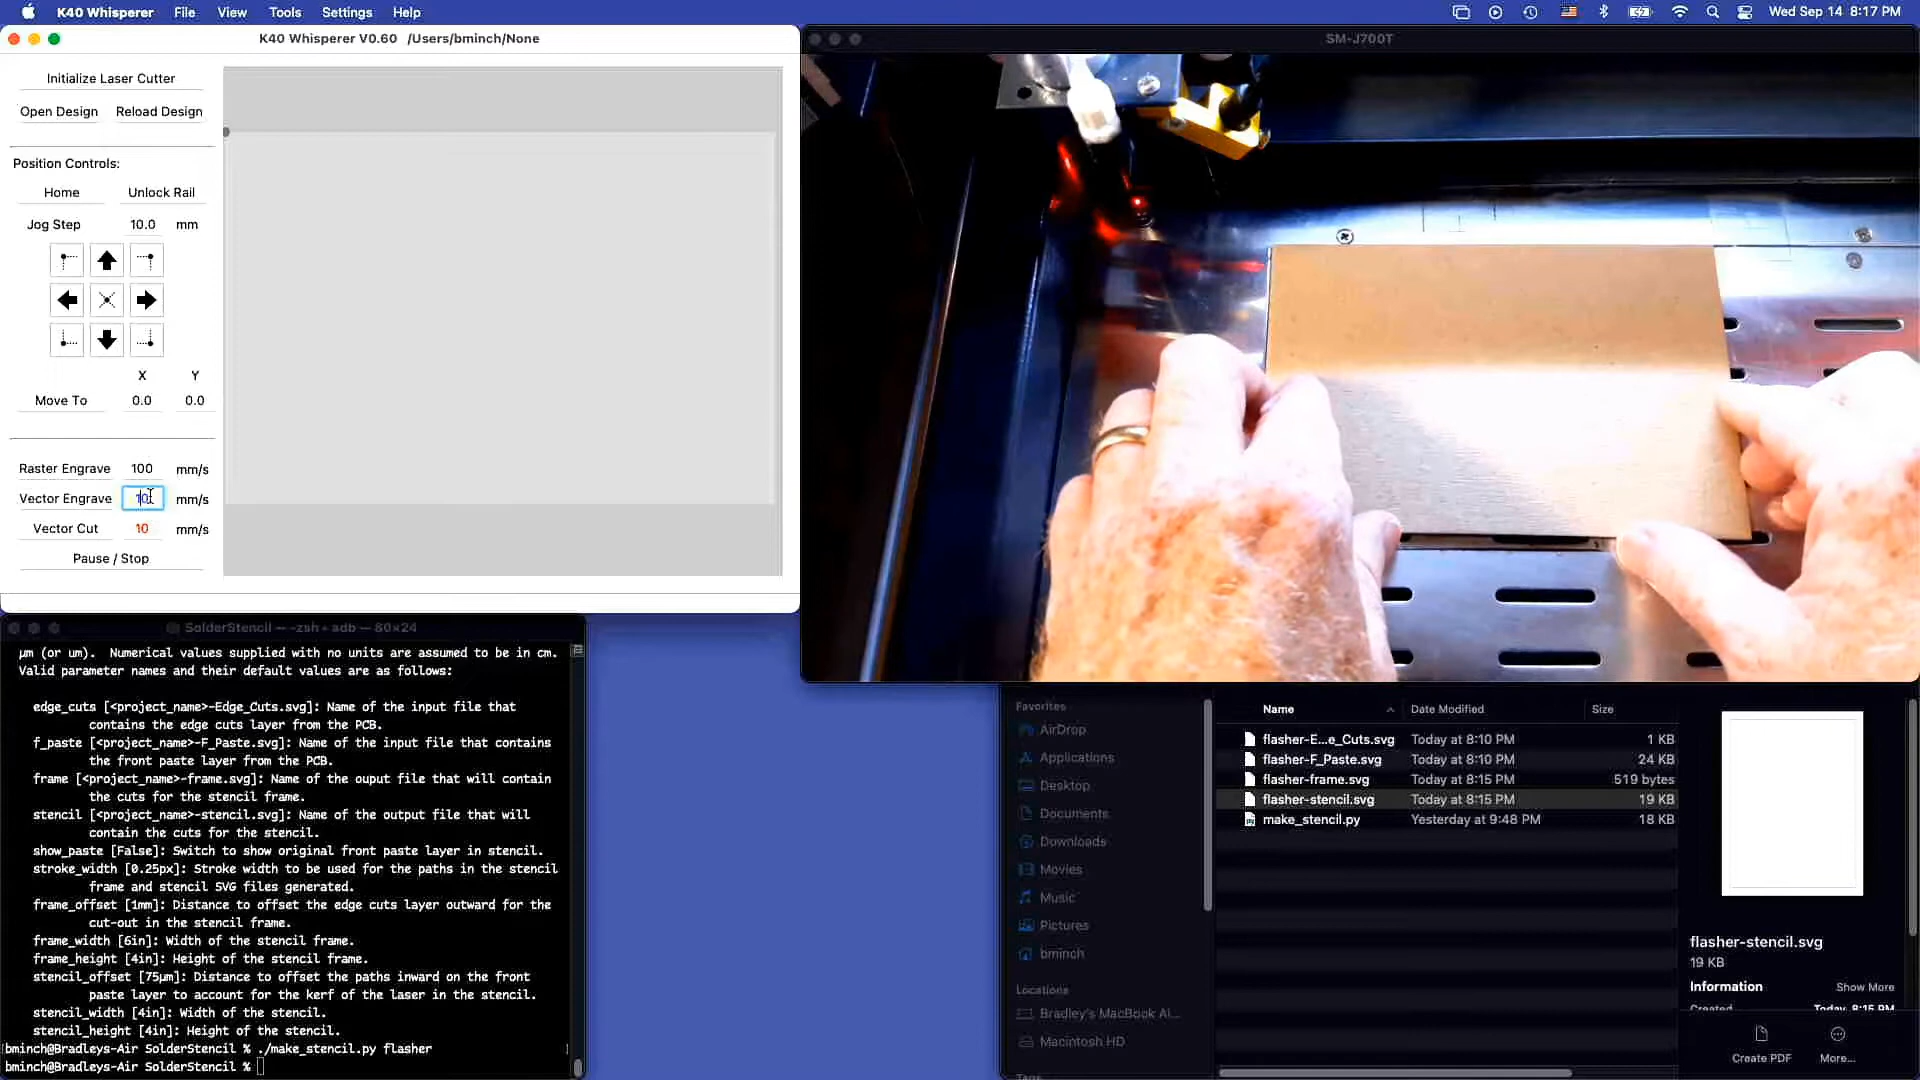 K40 Whisperer File View Tools Settings Help
Wed Sep 14 8:17 PM
K40 Whisperer V0.60 /Users/bminch/None
Initialize Laser Cutter
Open Design Reload Design
Position Controls:
Home Unlock Rail
Jog Step 10.0 mm
X Y
Move To 0.0 0.0
Raster Engrave 100 mm/s
Vector Engrave 10 mm/s
Vector Cut 10 mm/s
Pause / Stop
SM-J700T
SolderStencil — -zsh • adb — 80×24
µm (or um). Numerical values supplied with no units are assumed to be in cm.
Valid parameter names and their default values are as follows:
edge_cuts [<project_name>-Edge_Cuts.svg]: Name of the input file that
contains the edge cuts layer from the PCB.
f_paste [<project_name>-F_Paste.svg]: Name of the input file that contains
the front paste layer from the PCB.
frame [<project_name>-frame.svg]: Name of the ouput file that will contain
the cuts for the stencil frame.
stencil [<project_name>-stencil.svg]: Name of the output file that will
contain the cuts for the stencil.
show_paste [False]: Switch to show original front paste layer in stencil.
stroke_width [0.25px]: Stroke width to be used for the paths in the stencil
frame and stencil SVG files generated.
frame_offset [1mm]: Distance to offset the edge cuts layer outward for the
cut-out in the stencil frame.
frame_width [6in]: Width of the stencil frame.
frame_height [4in]: Height of the stencil frame.
stencil_offset [75µm]: Distance to offset the paths inward on the front
paste layer to account for the kerf of the laser in the stencil.
stencil_width [4in]: Width of the stencil.
stencil_height [4in]: Height of the stencil.
[bminch@Bradleys-Air SolderStencil % ./make_stencil.py flasher ]
bminch@Bradleys-Air SolderStencil %
Favorites
AirDrop
Applications
Desktop
Documents
Downloads
Movies
Music
Pictures
bminch
Locations
Bradley's MacBook Ai...
Macintosh HD
Name Date Modified Size
flasher-E...e_Cuts.svg Today at 8:10 PM 1 KB
flasher-F_Paste.svg Today at 8:10 PM 24 KB
flasher-frame.svg Today at 8:15 PM 519 bytes
flasher-stencil.svg Today at 8:15 PM 19 KB
make_stencil.py Yesterday at 9:48 PM 18 KB
flasher-stencil.svg
19 KB
Information Show More
Created Today, 8:15 PM
Create PDF More...